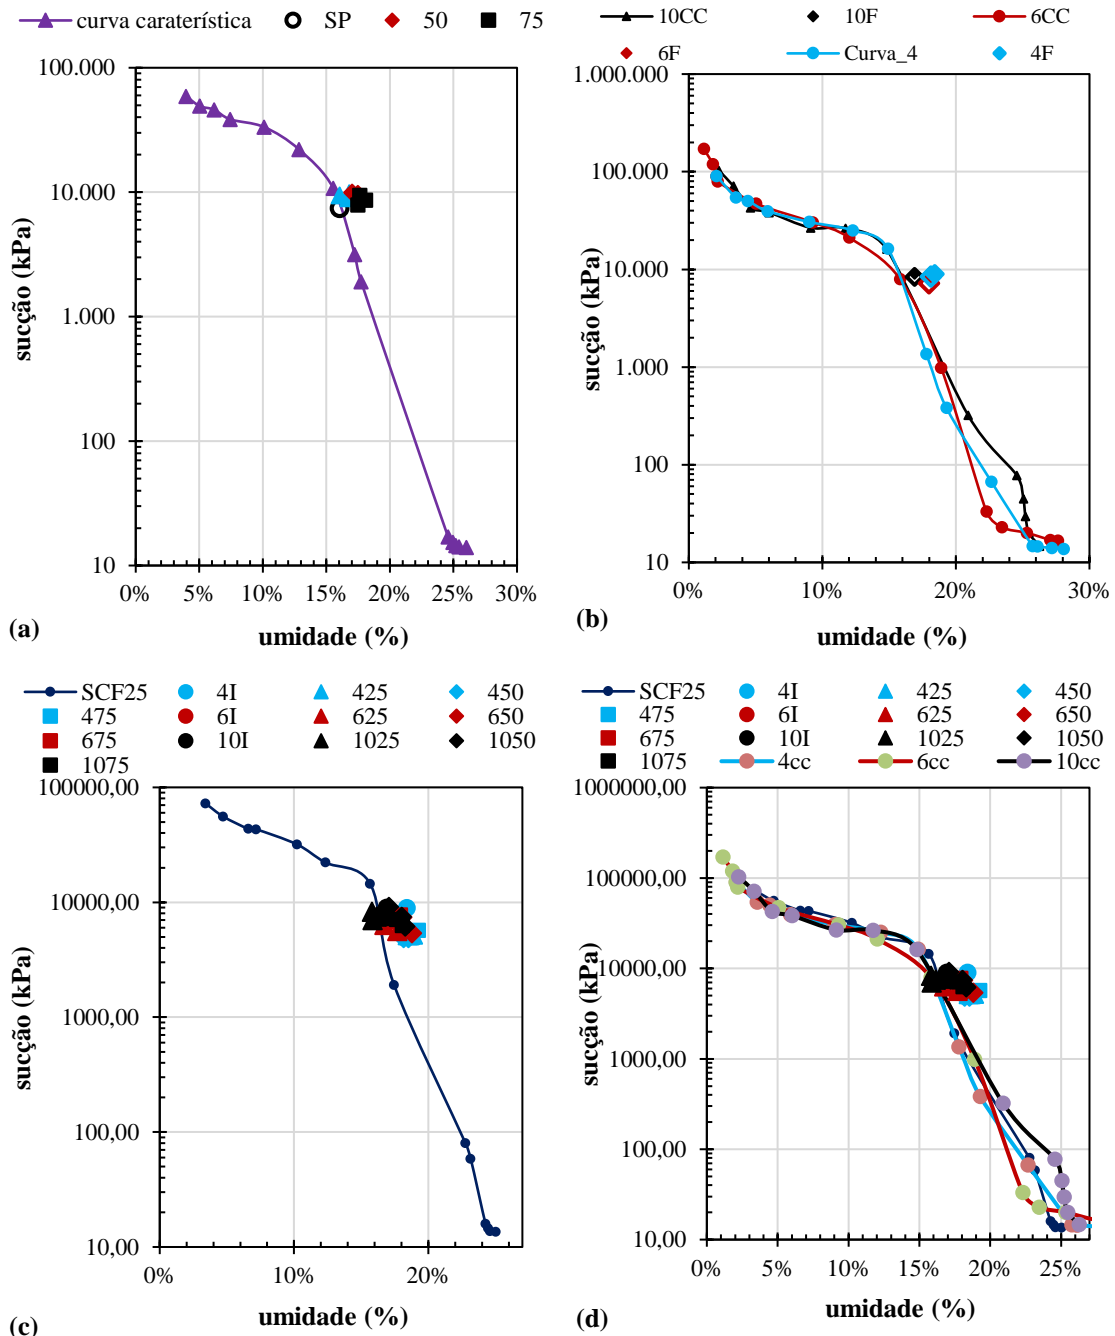 curva caraterística SP 50 75
100.000
10.000
1.000
100
10
0% 5% 10% 15% 20% 25% 30%
sucção (kPa)
umidade (%)
(a)
10CC 10F 6CC
6F Curva_4 4F
1.000.000
100.000
10.000
1.000
100
10
0% 10% 20% 30%
sucção (kPa)
umidade (%)
(b)
SCF25 4I 425 450
475 6I 625 650
675 10I 1025 1050
1075
100000,00
10000,00
1000,00
100,00
10,00
0% 10% 20%
sucção (kPa)
umidade (%)
(c)
SCF25 4I 425 450
475 6I 625 650
675 10I 1025 1050
1075 4cc 6cc 10cc
1000000,00
100000,00
10000,00
1000,00
100,00
10,00
0% 5% 10% 15% 20% 25%
sucção (kPa)
umidade (%)
(d)